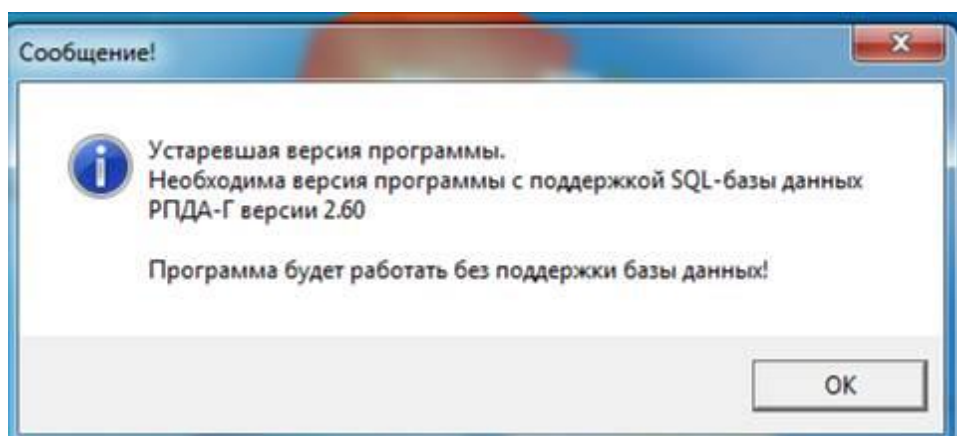 Сообщение!
Устаревшая версия программы.
Необходима версия программы с поддержкой SQL-базы данных
РПДА-Г версии 2.60
Программа будет работать без поддержки базы данных!
OK